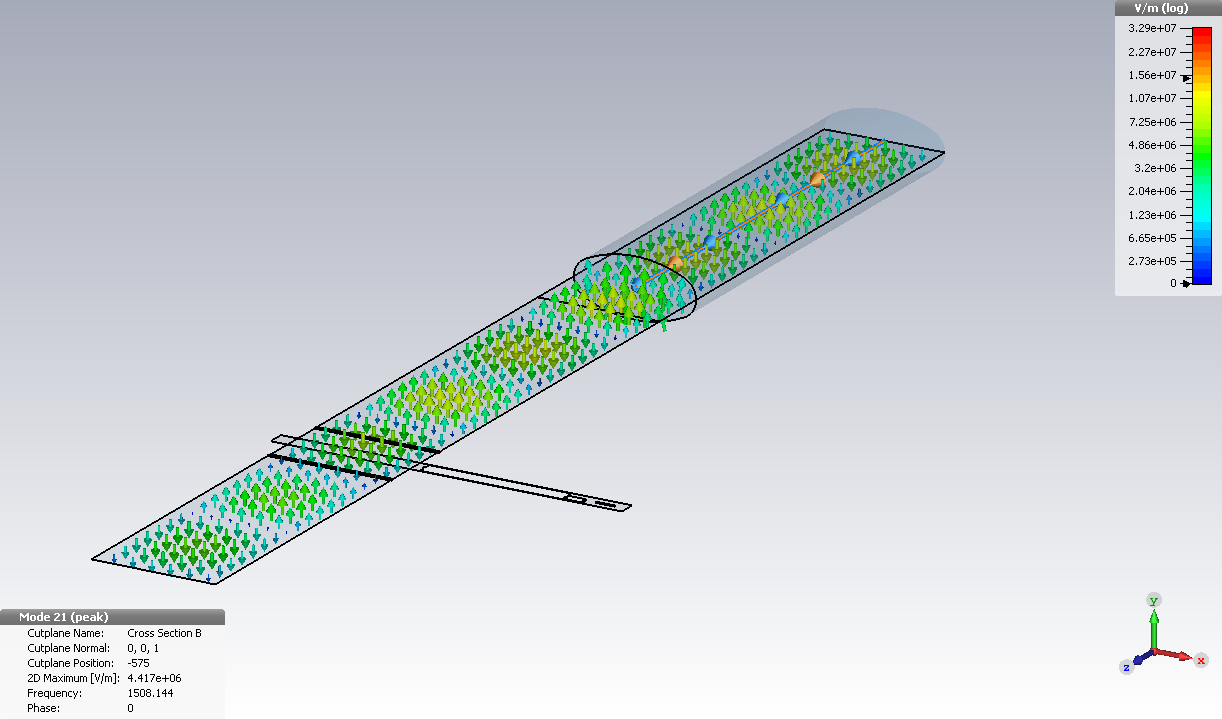 V/m (log)
3.29e+07
2.27e+07
1.56e+07
1.07e+07
7.25e+06
4.86e+06
3.2e+06
2.04e+06
1.23e+06
6.65e+05
2.73e+05
0
Mode 21 (peak)
Cutplane Name: Cross Section B
Cutplane Normal: 0, 0, 1
Cutplane Position: -575
2D Maximum [V/m]: 4.417e+06
Frequency: 1508.144
Phase: 0
y
x
z